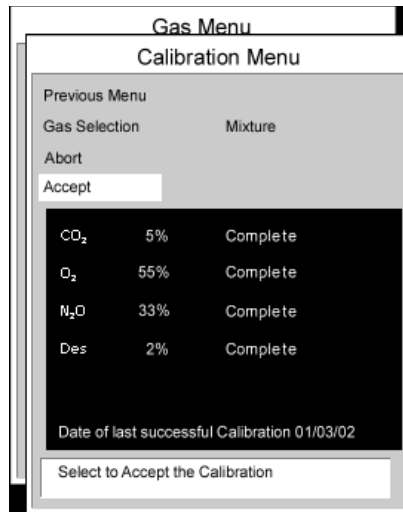 Gas Menu
Calibration Menu
Previous Menu
Gas Selection Mixture
Abort
Accept
CO₂ 5% Complete
O₂ 55% Complete
N₂O 33% Complete
Des 2% Complete
Date of last successful Calibration 01/03/02
Select to Accept the Calibration